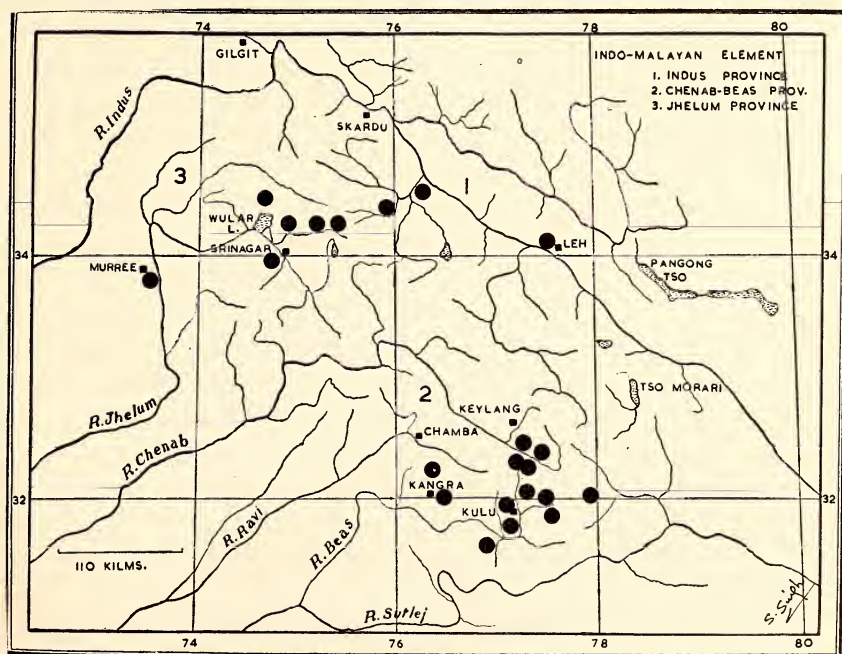 74 76 78 80
GILGIT
INDO-MALAYAN ELEMENT
1. INDUS PROVINCE
2. CHENAB-BEAS PROV.
3. JHELUM PROVINCE
R. Indus
SKARDU
3
1
WULAR
L.
SRINAGAR
LEH
34
34
MURREE
PANGONG
TSO
2
TSO MORARI
R. Jhelum
KEYLANG
CHAMBA
R. Chenab
KANGRA
32
32
KULU
R. Ravi
R. Beas
110 KILMS.
R. Sutlej
S. Singh
74 76 78 80